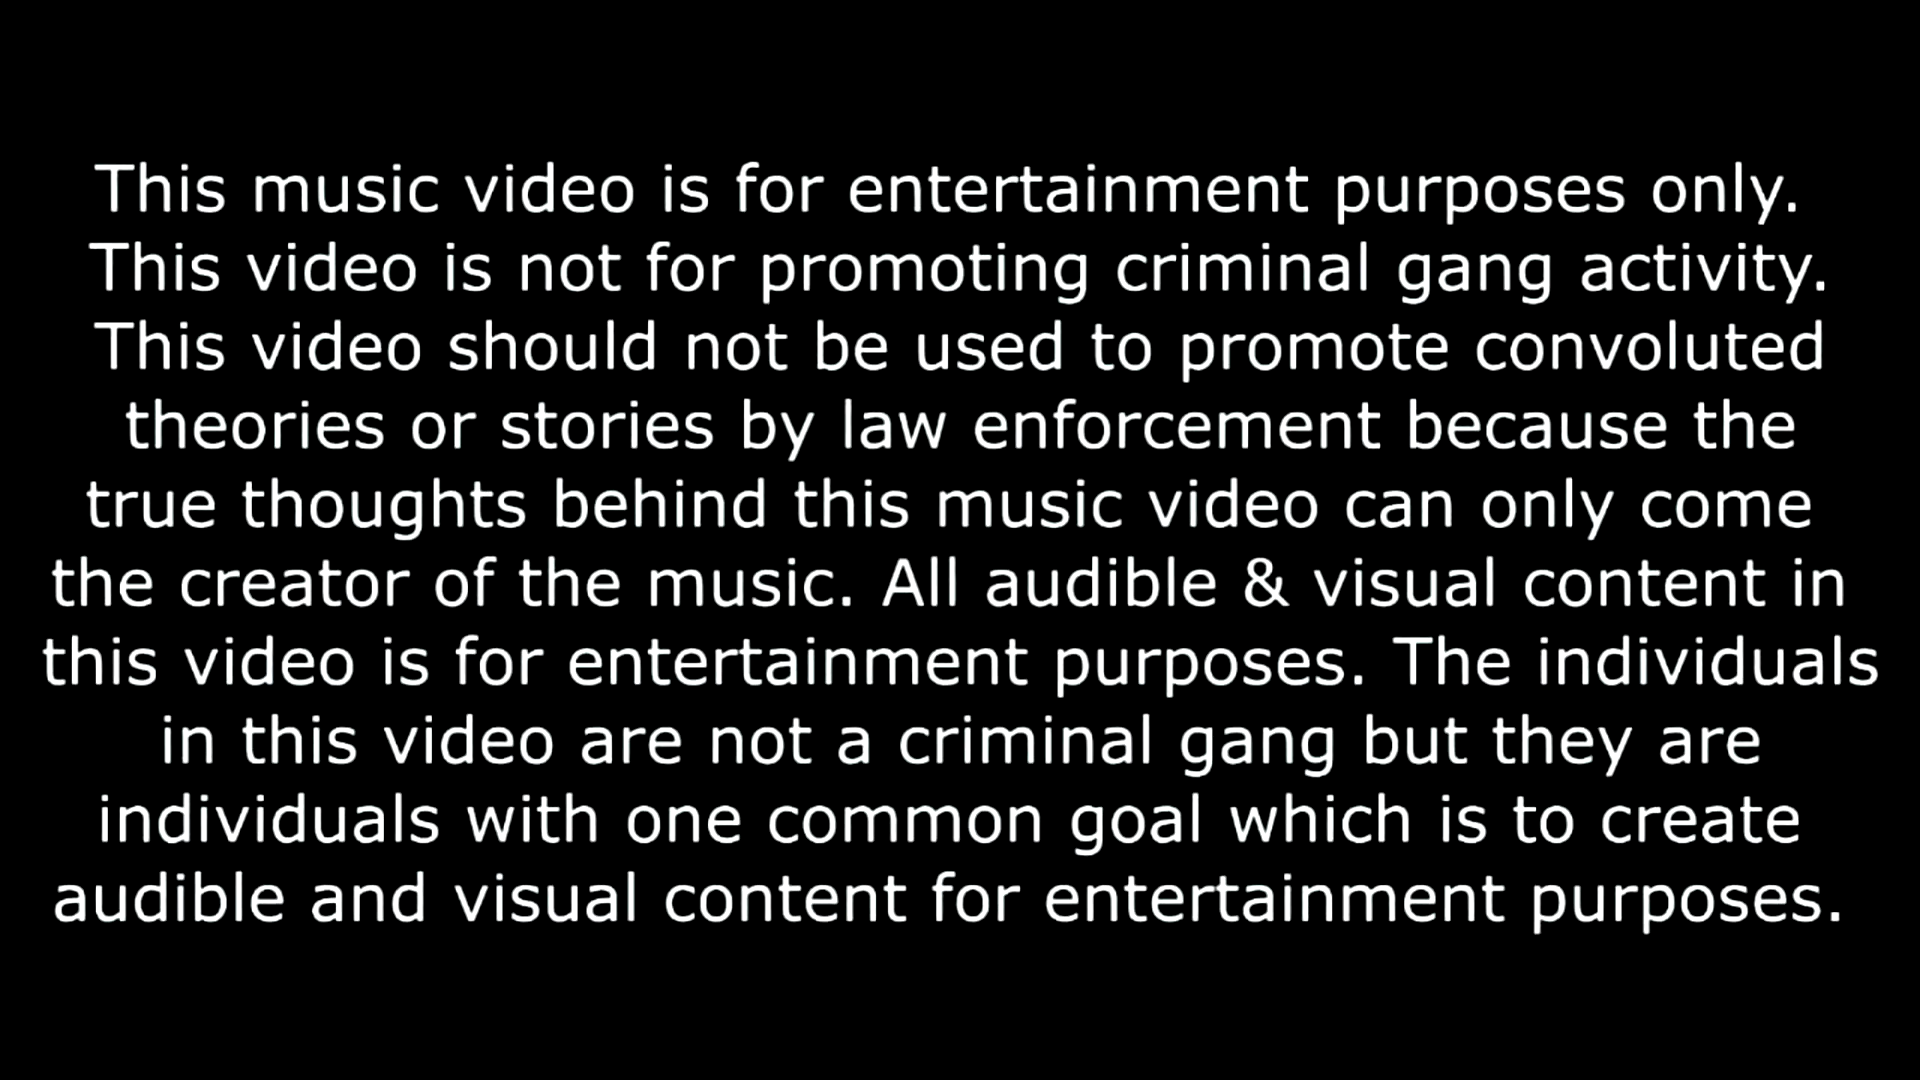 This music video is for entertainment purposes only.
This video is not for promoting criminal gang activity.
This video should not be used to promote convoluted
theories or stories by law enforcement because the
true thoughts behind this music video can only come
the creator of the music. All audible & visual content in
this video is for entertainment purposes. The individuals
in this video are not a criminal gang but they are
individuals with one common goal which is to create
audible and visual content for entertainment purposes.